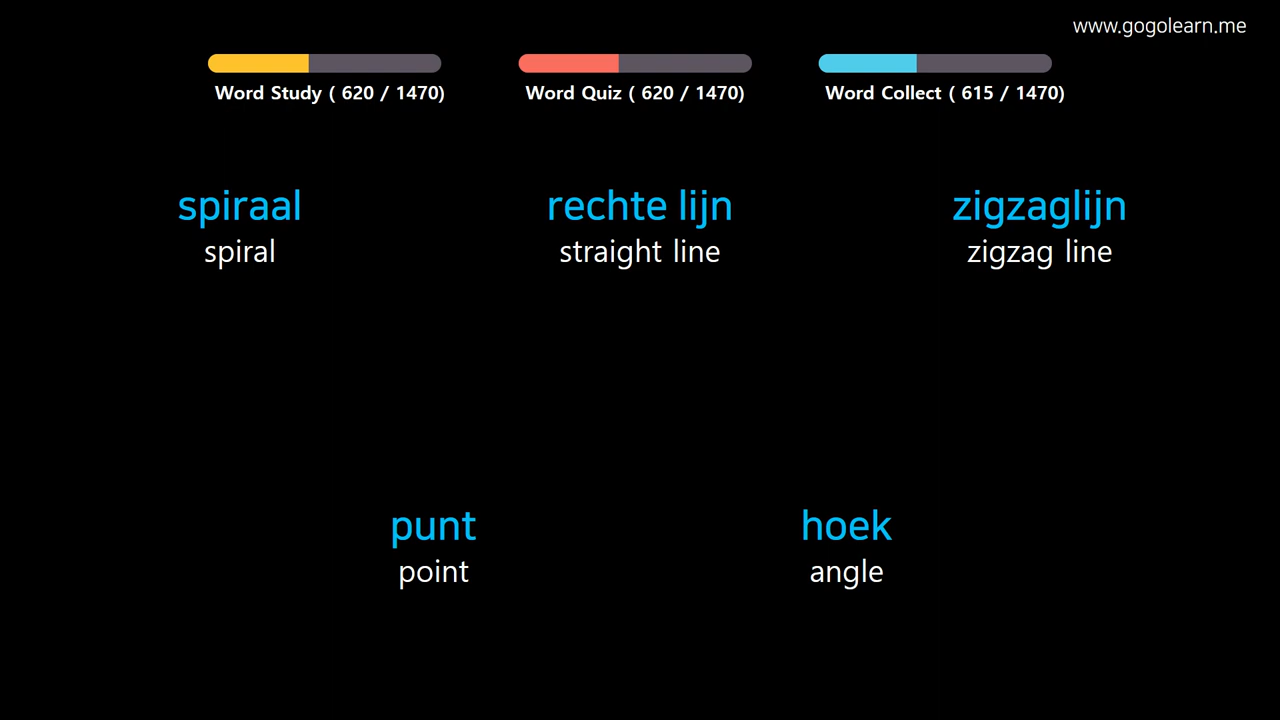 www.gogolearn.me
Word Study ( 620 / 1470)
Word Quiz ( 620 / 1470)
Word Collect ( 615 / 1470)
spiraal
spiral
rechte lijn
straight line
zigzaglijn
zigzag line
punt
point
hoek
angle